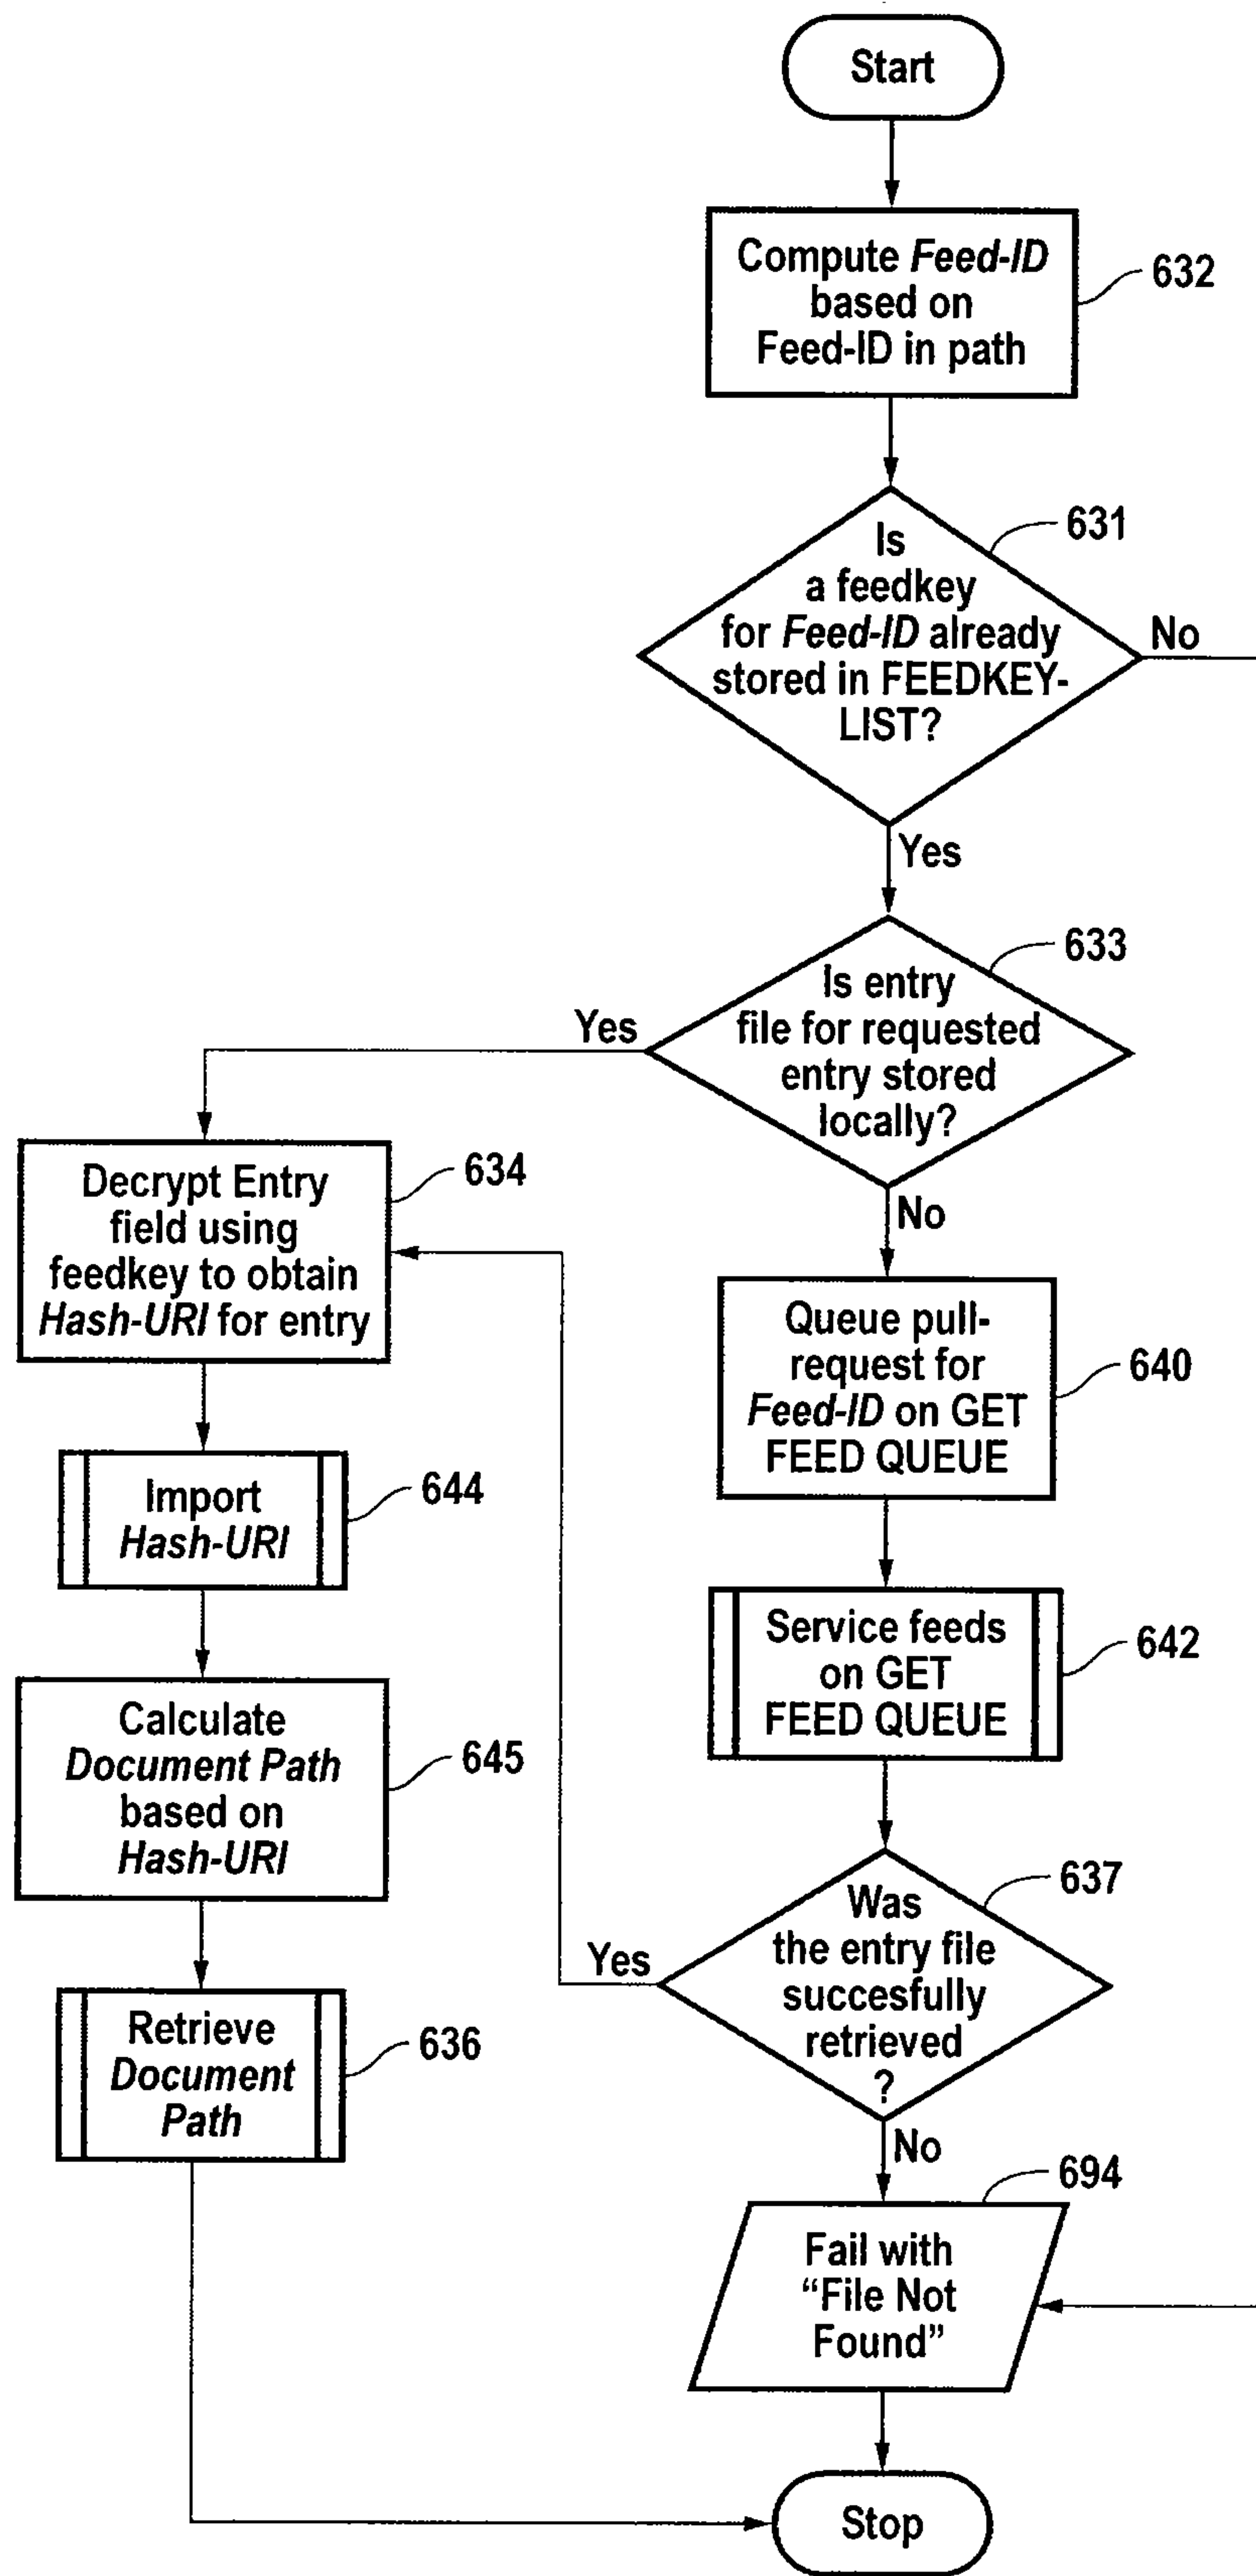 Start
Compute Feed-ID
based on
Feed-ID in path
632
Is
a feedkey
for Feed-ID already
stored in FEEDKEY-
LIST?
631
No
Yes
Is entry
file for requested
entry stored
locally?
633
Yes
No
Decrypt Entry
field using
feedkey to obtain
Hash-URI for entry
634
Queue pull-
request for
Feed-ID on GET
FEED QUEUE
640
Import
Hash-URI
644
Service feeds
on GET
FEED QUEUE
642
Calculate
Document Path
based on
Hash-URI
645
Was
the entry file
succesfully
retrieved
?
637
Yes
No
Retrieve
Document
Path
636
Fail with
“File Not
Found”
694
Stop